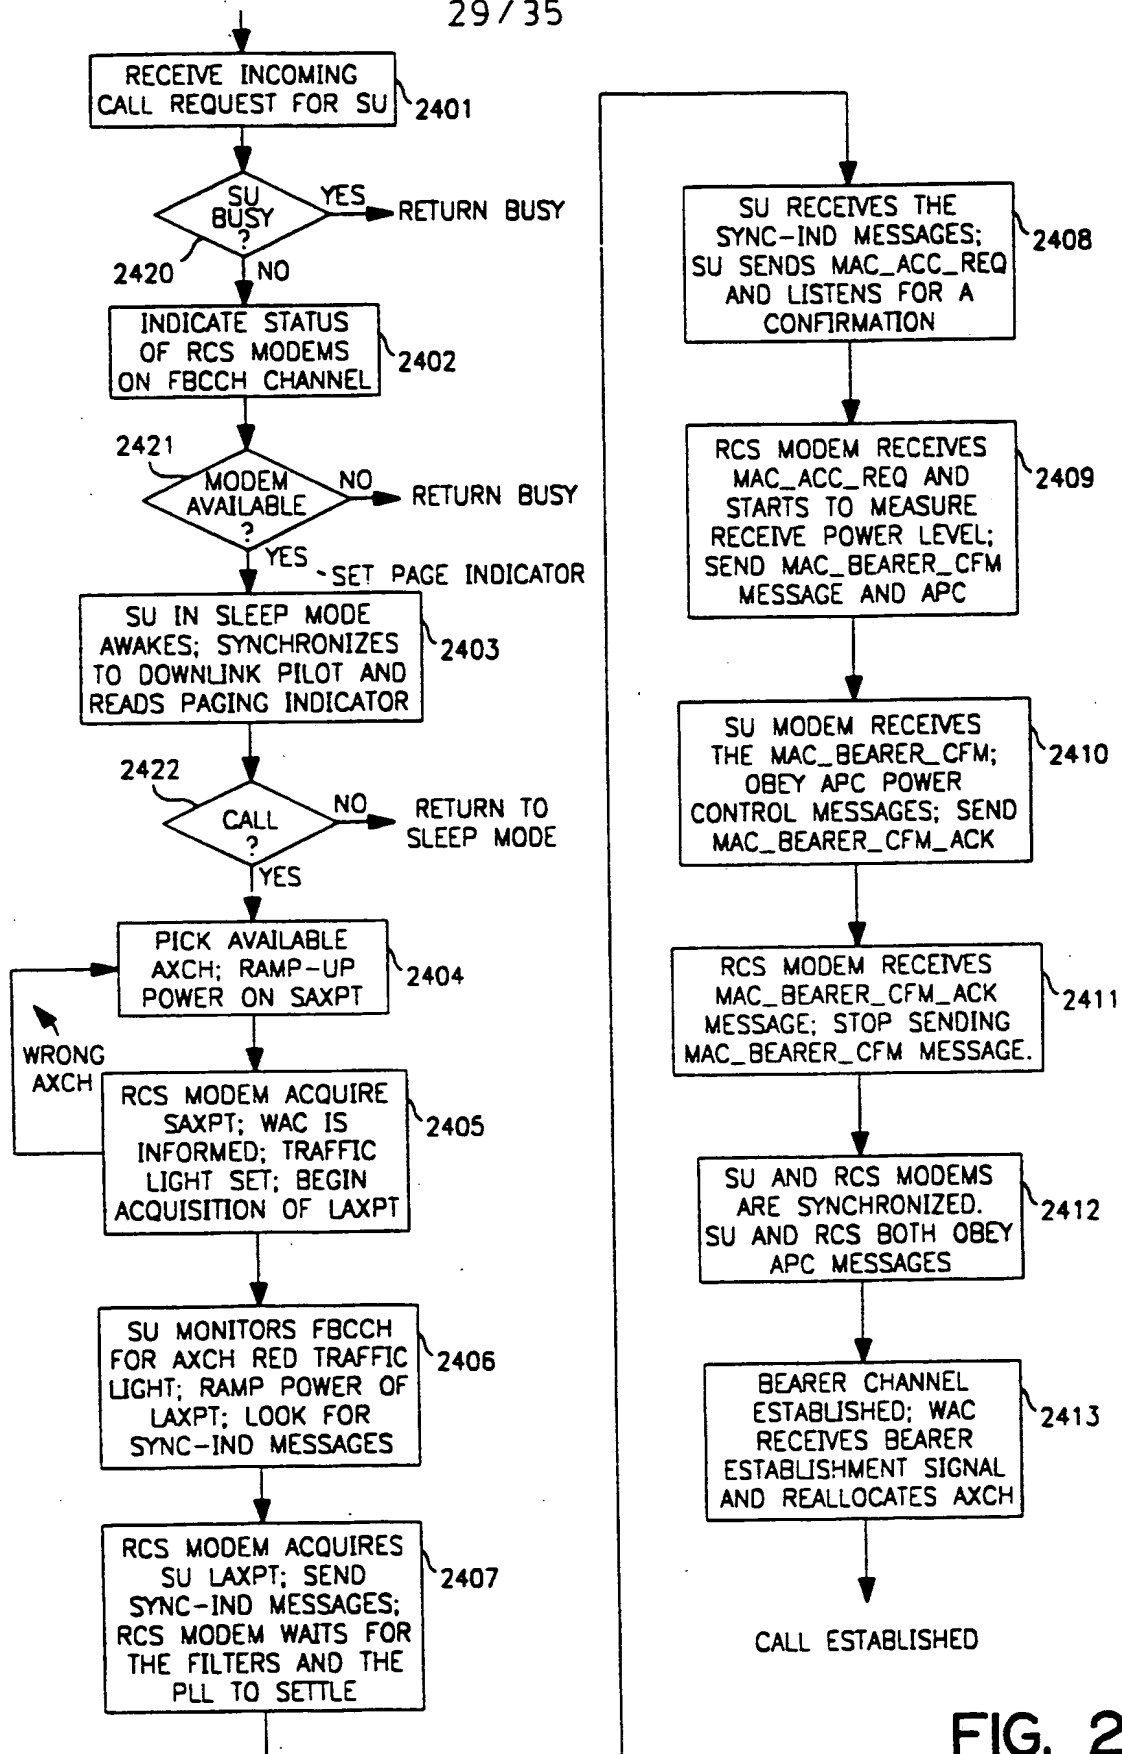 29/35
RECEIVE INCOMING
CALL REQUEST FOR SU
2401
SU
BUSY
?
YES
RETURN BUSY
2420
NO
INDICATE STATUS
OF RCS MODEMS
ON FBCCH CHANNEL
2402
2421
MODEM
AVAILABLE
?
NO
RETURN BUSY
YES
SET PAGE INDICATOR
SU IN SLEEP MODE
AWAKES; SYNCHRONIZES
TO DOWNLINK PILOT AND
READS PAGING INDICATOR
2403
2422
CALL
?
NO
RETURN TO
SLEEP MODE
YES
PICK AVAILABLE
AXCH; RAMP-UP
POWER ON SAXPT
2404
WRONG
AXCH
RCS MODEM ACQUIRE
SAXPT; WAC IS
INFORMED; TRAFFIC
LIGHT SET; BEGIN
ACQUISITION OF LAXPT
2405
SU MONITORS FBCCH
FOR AXCH RED TRAFFIC
LIGHT; RAMP POWER OF
LAXPT; LOOK FOR
SYNC-IND MESSAGES
2406
RCS MODEM ACQUIRES
SU LAXPT; SEND
SYNC-IND MESSAGES;
RCS MODEM WAITS FOR
THE FILTERS AND THE
PLL TO SETTLE
2407
SU RECEIVES THE
SYNC-IND MESSAGES;
SU SENDS MAC_ACC_REQ
AND LISTENS FOR A
CONFIRMATION
2408
RCS MODEM RECEIVES
MAC_ACC_REQ AND
STARTS TO MEASURE
RECEIVE POWER LEVEL;
SEND MAC_BEARER_CFM
MESSAGE AND APC
2409
SU MODEM RECEIVES
THE MAC_BEARER_CFM;
OBEY APC POWER
CONTROL MESSAGES; SEND
MAC_BEARER_CFM_ACK
2410
RCS MODEM RECEIVES
MAC_BEARER_CFM_ACK
MESSAGE; STOP SENDING
MAC_BEARER_CFM MESSAGE.
2411
SU AND RCS MODEMS
ARE SYNCHRONIZED.
SU AND RCS BOTH OBEY
APC MESSAGES
2412
BEARER CHANNEL
ESTABLISHED; WAC
RECEIVES BEARER
ESTABLISHMENT SIGNAL
AND REALLOCATES AXCH
2413
CALL ESTABLISHED
FIG. 2